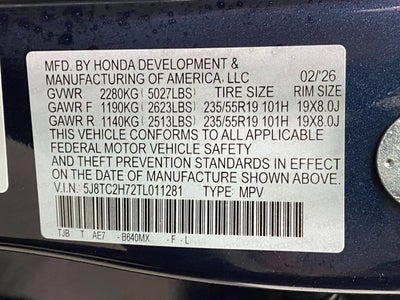 MFD. BY HONDA DEVELOPMENT &
MANUFACTURING OF AMERICA, LLC 02/'26
GVWR 2280KG (5027LBS) TIRE SIZE RIM SIZE
GAWR F 1190KG (2623LBS) 235/55R19 101H 19X8.0J
GAWR R 1140KG (2513LBS) 235/55R19 101H 19X8.0J
THIS VEHICLE CONFORMS TO ALL APPLICABLE
FEDERAL MOTOR VEHICLE SAFETY
AND THEFT PREVENTION STANDARDS IN EFFECT
ON THE DATE OF MANUFACTURE SHOWN ABOVE.
V.I.N.: 5J8TC2H72TL011281 TYPE: MPV
TJB T AE7 - B640MX - F - L